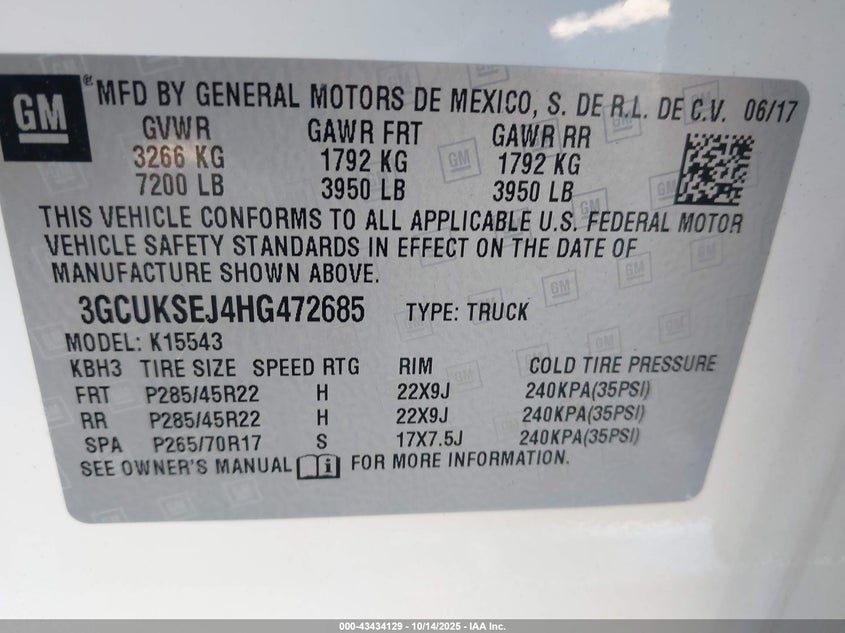 GM
MFD BY GENERAL MOTORS DE MEXICO, S. DE R.L. DE C.V. 06/17
GVWR GAWR FRT GAWR RR
3266 KG 1792 KG 1792 KG
7200 LB 3950 LB 3950 LB
THIS VEHICLE CONFORMS TO ALL APPLICABLE U.S. FEDERAL MOTOR
VEHICLE SAFETY STANDARDS IN EFFECT ON THE DATE OF
MANUFACTURE SHOWN ABOVE.
3GCUKSEJ4HG472685 TYPE: TRUCK
MODEL: K15543
KBH3 TIRE SIZE SPEED RTG RIM COLD TIRE PRESSURE
FRT P285/45R22 H 22X9J 240KPA(35PSI)
RR P285/45R22 H 22X9J 240KPA(35PSI)
SPA P265/70R17 S 17X7.5J 240KPA(35PSI)
SEE OWNER'S MANUAL FOR MORE INFORMATION.
000-43434129 - 10/14/2025 - IAA Inc.